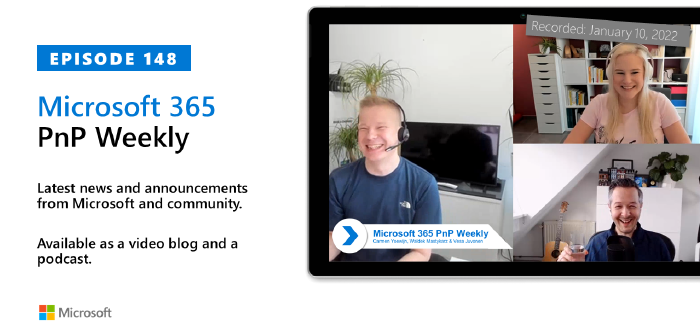 EPISODE 148
Microsoft 365
PnP Weekly
Latest news and announcements
from Microsoft and community.
Available as a video blog and a
podcast.
Microsoft
Recorded: January 10, 2022
Microsoft 365 PnP Weekly
Carmen Ysewijn, Waldek Mastykarz & Vesa Juvonen